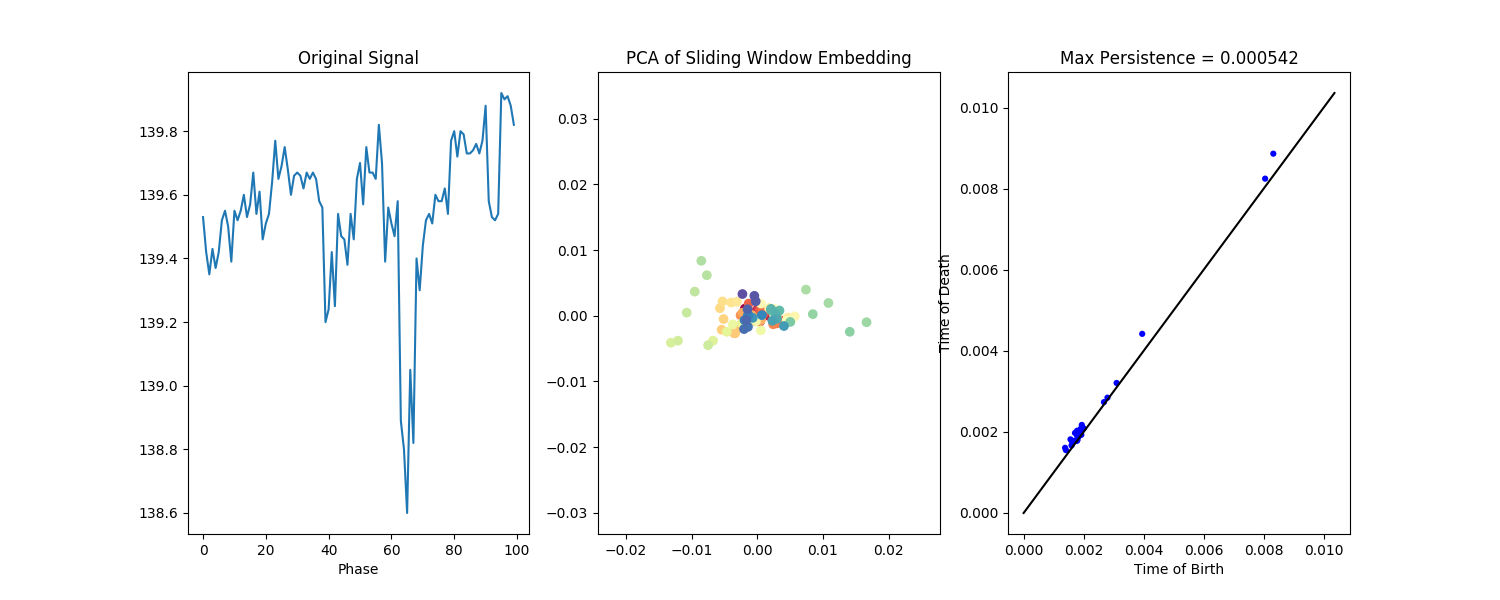 Original Signal
139.8
139.6
139.4
139.2
139.0
138.8
138.6
0 20 40 60 80 100
Phase
PCA of Sliding Window Embedding
0.03
0.02
0.01
0.00
−0.01
−0.02
−0.03
−0.02 −0.01 0.00 0.01 0.02
Max Persistence = 0.000542
Time of Death
0.010
0.008
0.006
0.004
0.002
0.000
0.000 0.002 0.004 0.006 0.008 0.010
Time of Birth